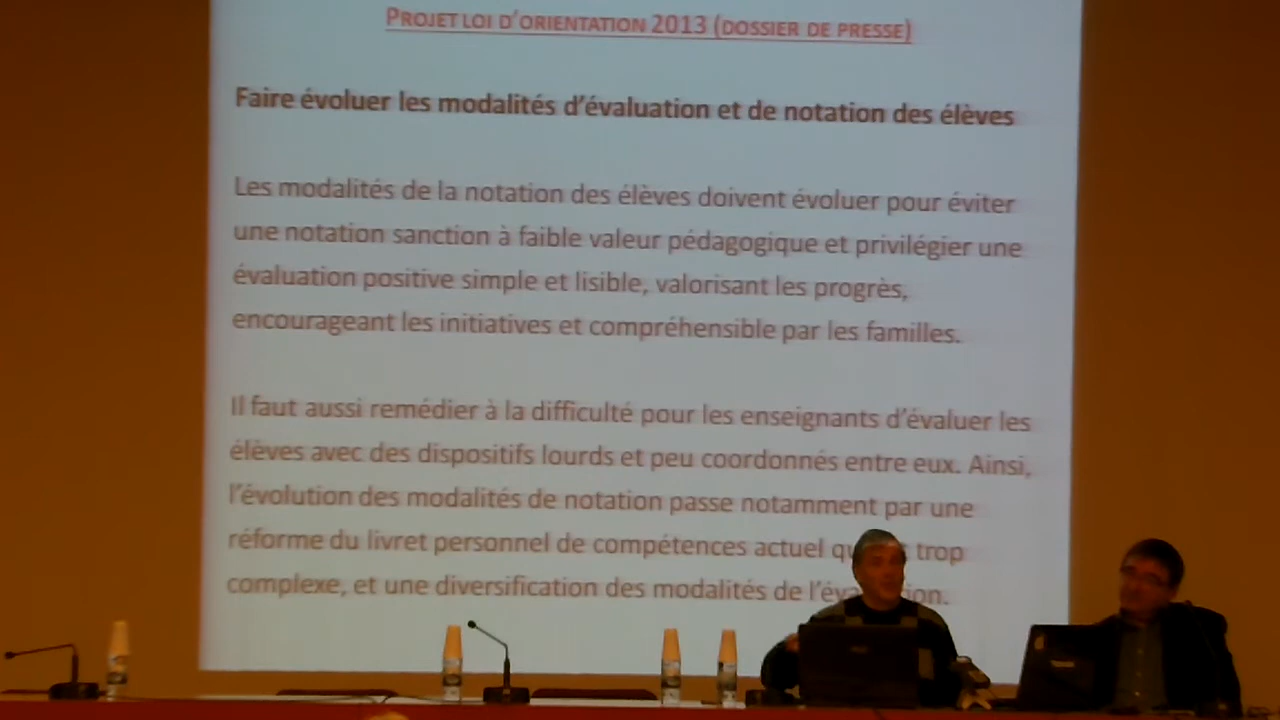 PROJET LOI D'ORIENTATION 2013 (DOSSIER DE PRESSE)
Faire évoluer les modalités d'évaluation et de notation des élèves
Les modalités de la notation des élèves doivent évoluer pour éviter
une notation sanction à faible valeur pédagogique et privilégier une
évaluation positive simple et lisible, valorisant les progrès,
encourageant les initiatives et compréhensible par les familles.
Il faut aussi remédier à la difficulté pour les enseignants d'évaluer les
élèves avec des dispositifs lourds et peu coordonnés entre eux. Ainsi,
l'évolution des modalités de notation passe notamment par une
réforme du livret personnel de compétences actuel trop
complexe, et une diversification des modalités de